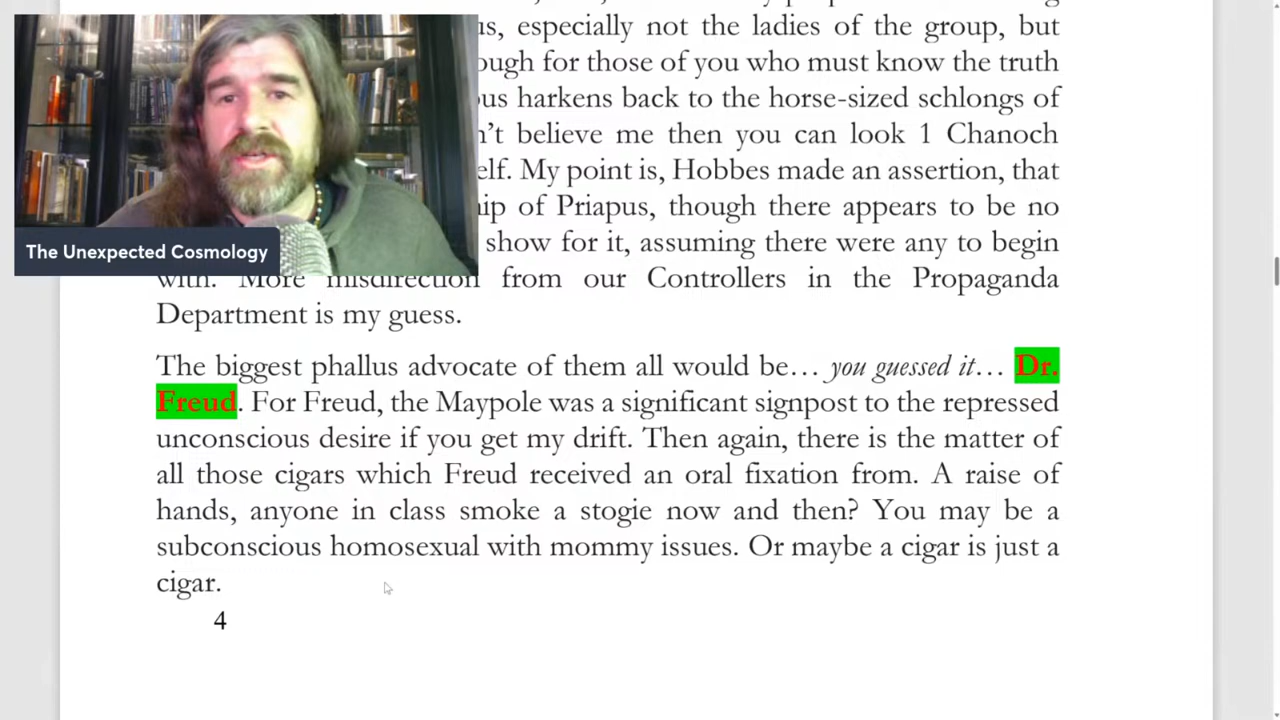 us, especially not the ladies of the group, but
ough for those of you who must know the truth
ous harkens back to the horse-sized schlongs of
n't believe me then you can look 1 Chanoch
elf. My point is, Hobbes made an assertion, that
ip of Priapus, though there appears to be no
show for it, assuming there were any to begin
The Unexpected Cosmology
with. More misdirection from our Controllers in the Propaganda
Department is my guess.
The biggest phallus advocate of them all would be… you guessed it… Dr.
Freud. For Freud, the Maypole was a significant signpost to the repressed
unconscious desire if you get my drift. Then again, there is the matter of
all those cigars which Freud received an oral fixation from. A raise of
hands, anyone in class smoke a stogie now and then? You may be a
subconscious homosexual with mommy issues. Or maybe a cigar is just a
cigar.
4